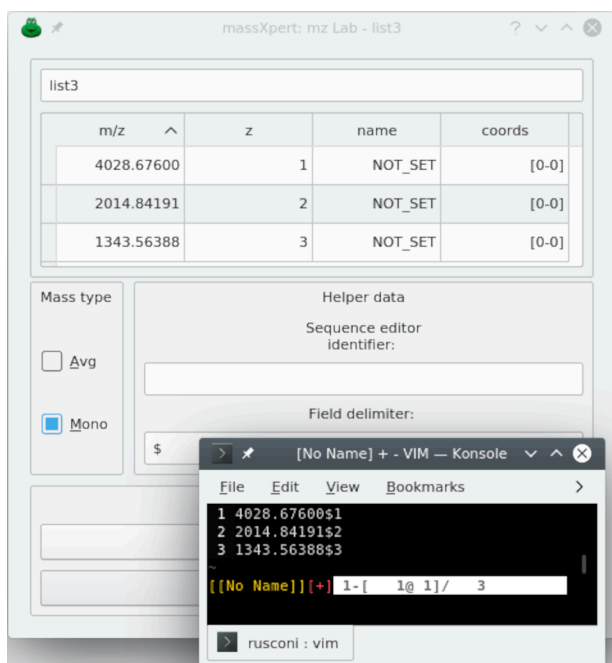 massXpert: mz Lab - list3
list3
m/z z name coords
4028.67600 1 NOT_SET [0-0]
2014.84191 2 NOT_SET [0-0]
1343.56388 3 NOT_SET [0-0]
Mass type
Avg
Mono
Helper data
Sequence editor
identifier:
Field delimiter:
$
[No Name] + - VIM — Konsole
File Edit View Bookmarks
1 4028.67600$1
2 2014.84191$2
3 1343.56388$3
~
[[No Name]][+] 1-[ 1@ 1]/ 3
rusconi : vim